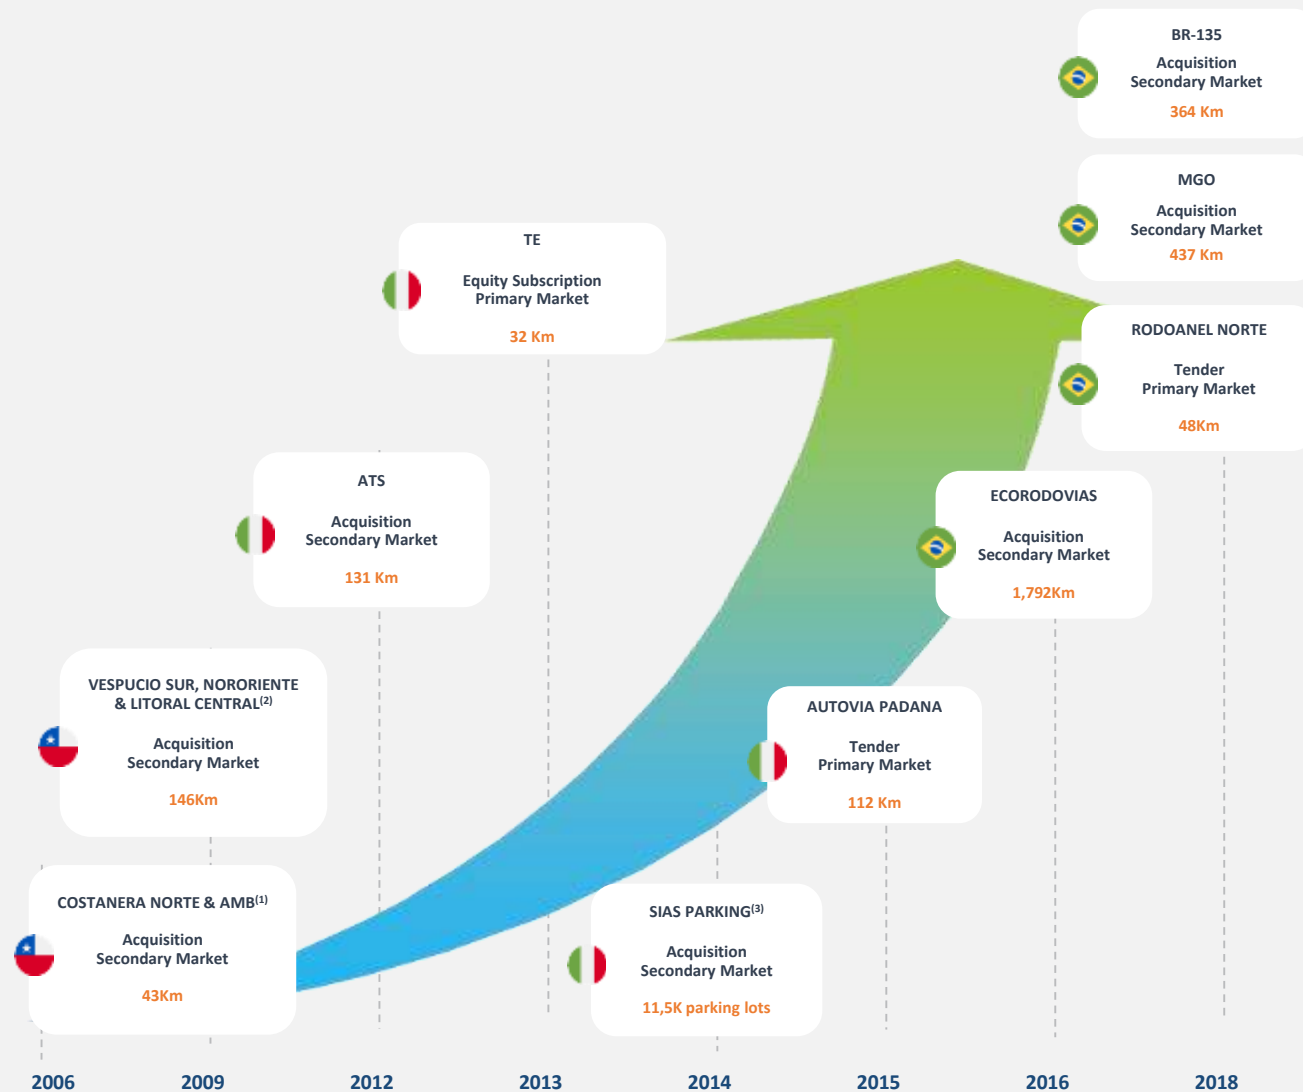 BR-135
Acquisition
Secondary Market
364 Km
MGO
Acquisition
Secondary Market
437 Km
TE
Equity Subscription
Primary Market
32 Km
RODOANEL NORTE
Tender
Primary Market
48Km
ATS
Acquisition
Secondary Market
131 Km
ECORODOVIAS
Acquisition
Secondary Market
1,792Km
VESPUCIO SUR, NORORIENTE
& LITORAL CENTRAL(2)
Acquisition
Secondary Market
146Km
AUTOVIA PADANA
Tender
Primary Market
112 Km
COSTANERA NORTE & AMB(1)
Acquisition
Secondary Market
43Km
SIAS PARKING(3)
Acquisition
Secondary Market
11,5K parking lots
2006 2009 2012 2013 2014 2015 2016 2018